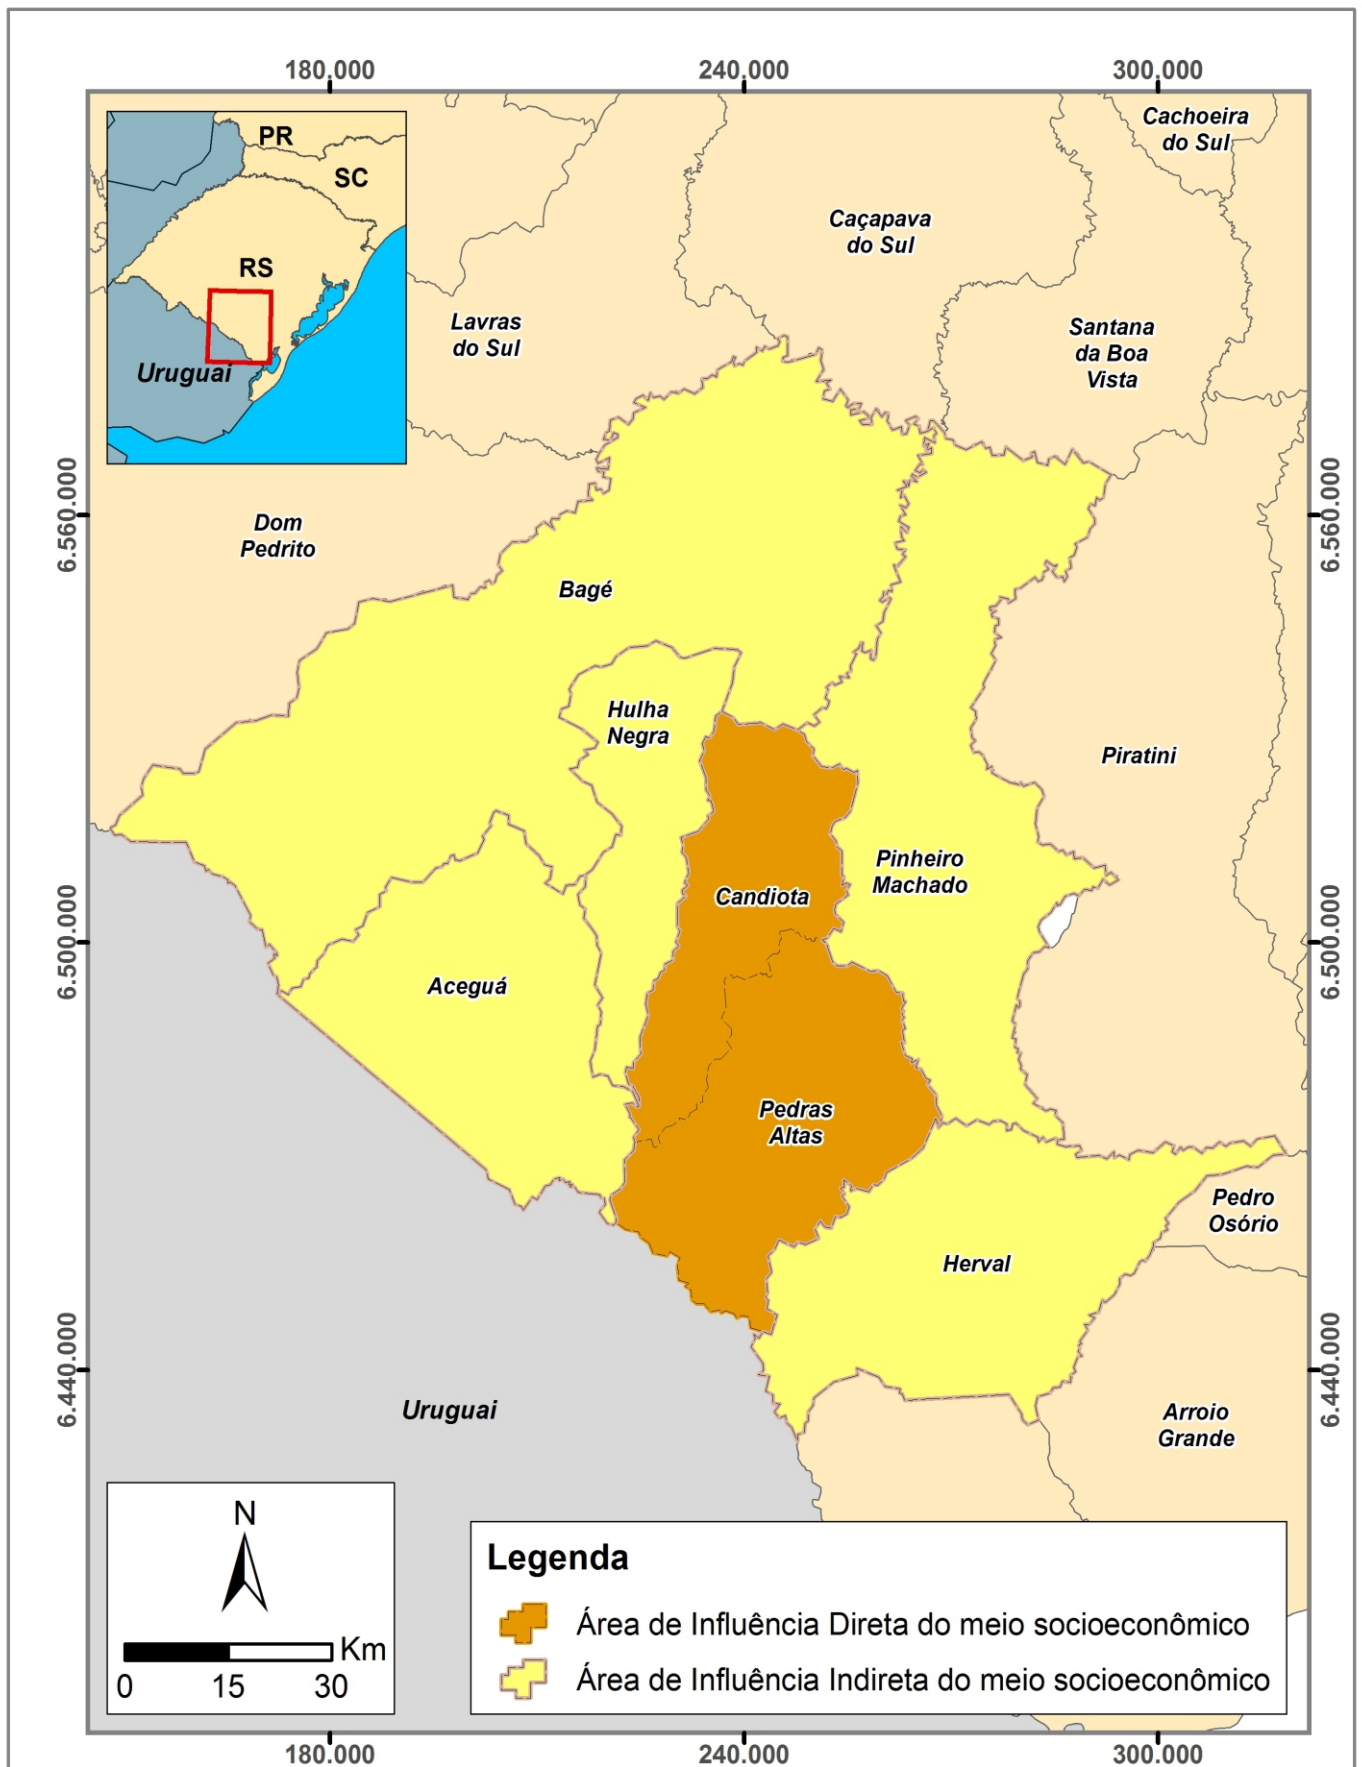 180.000
240.000
300.000
PR
SC
RS
Uruguai
Cachoeira
do Sul
Caçapava
do Sul
Lavras
do Sul
Santana
da Boa
Vista
6.560.000
6.560.000
Dom
Pedrito
Bagé
Hulha
Negra
Piratini
Pinheiro
Machado
Candiota
6.500.000
6.500.000
Aceguá
Pedras
Altas
Pedro
Osório
Herval
6.440.000
6.440.000
Uruguai
Arroio
Grande
N
Km
0 15 30
Legenda
Área de Influência Direta do meio socioeconômico
Área de Influência Indireta do meio socioeconômico
180.000
240.000
300.000